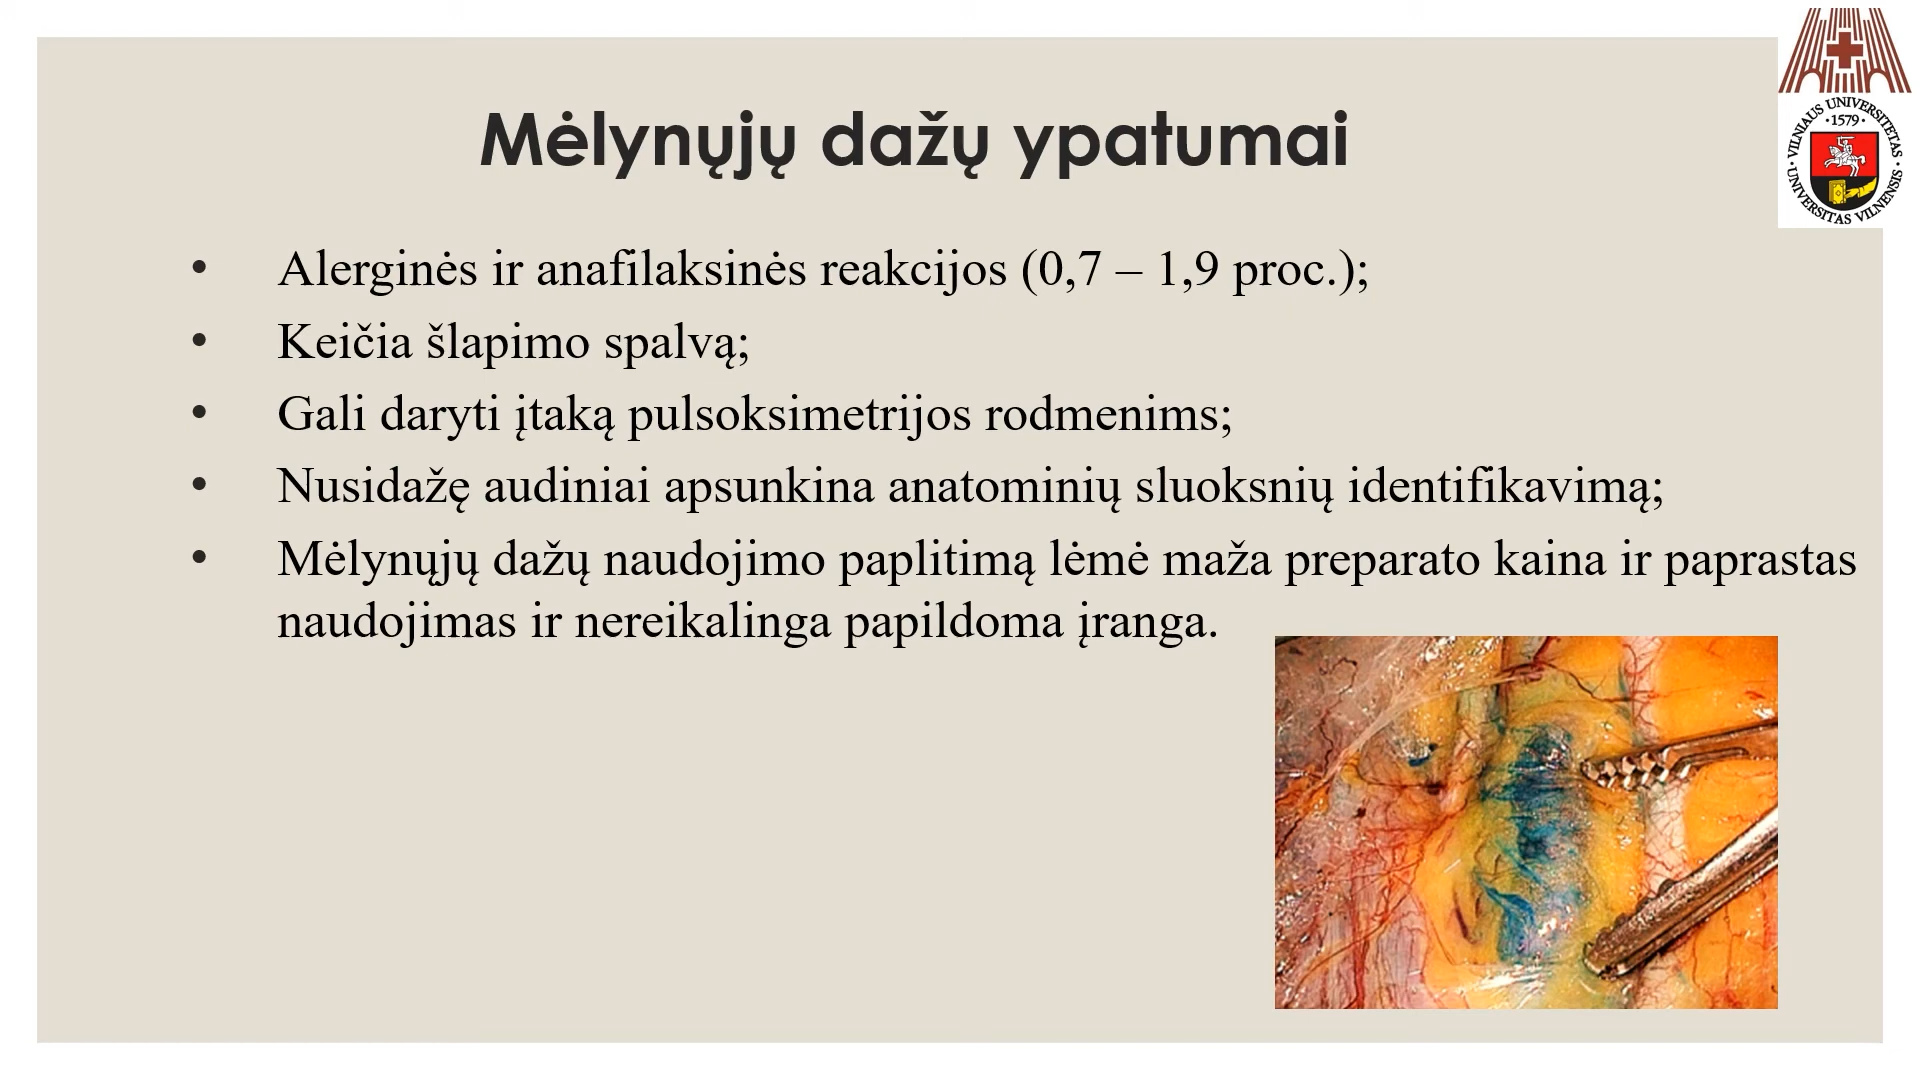 Mėlynųjų dažų ypatumai
VILNIAUS UNIVERSITETAS
·1579·
UNIVERSITAS VILNENSIS
• Alerginės ir anafilaksinės reakcijos (0,7 – 1,9 proc.);
• Keičia šlapimo spalvą;
• Gali daryti įtaką pulsoksimetrijos rodmenims;
• Nusidažę audiniai apsunkina anatominių sluoksnių identifikavimą;
• Mėlynųjų dažų naudojimo paplitimą lėmė maža preparato kaina ir paprastas
naudojimas ir nereikalinga papildoma įranga.